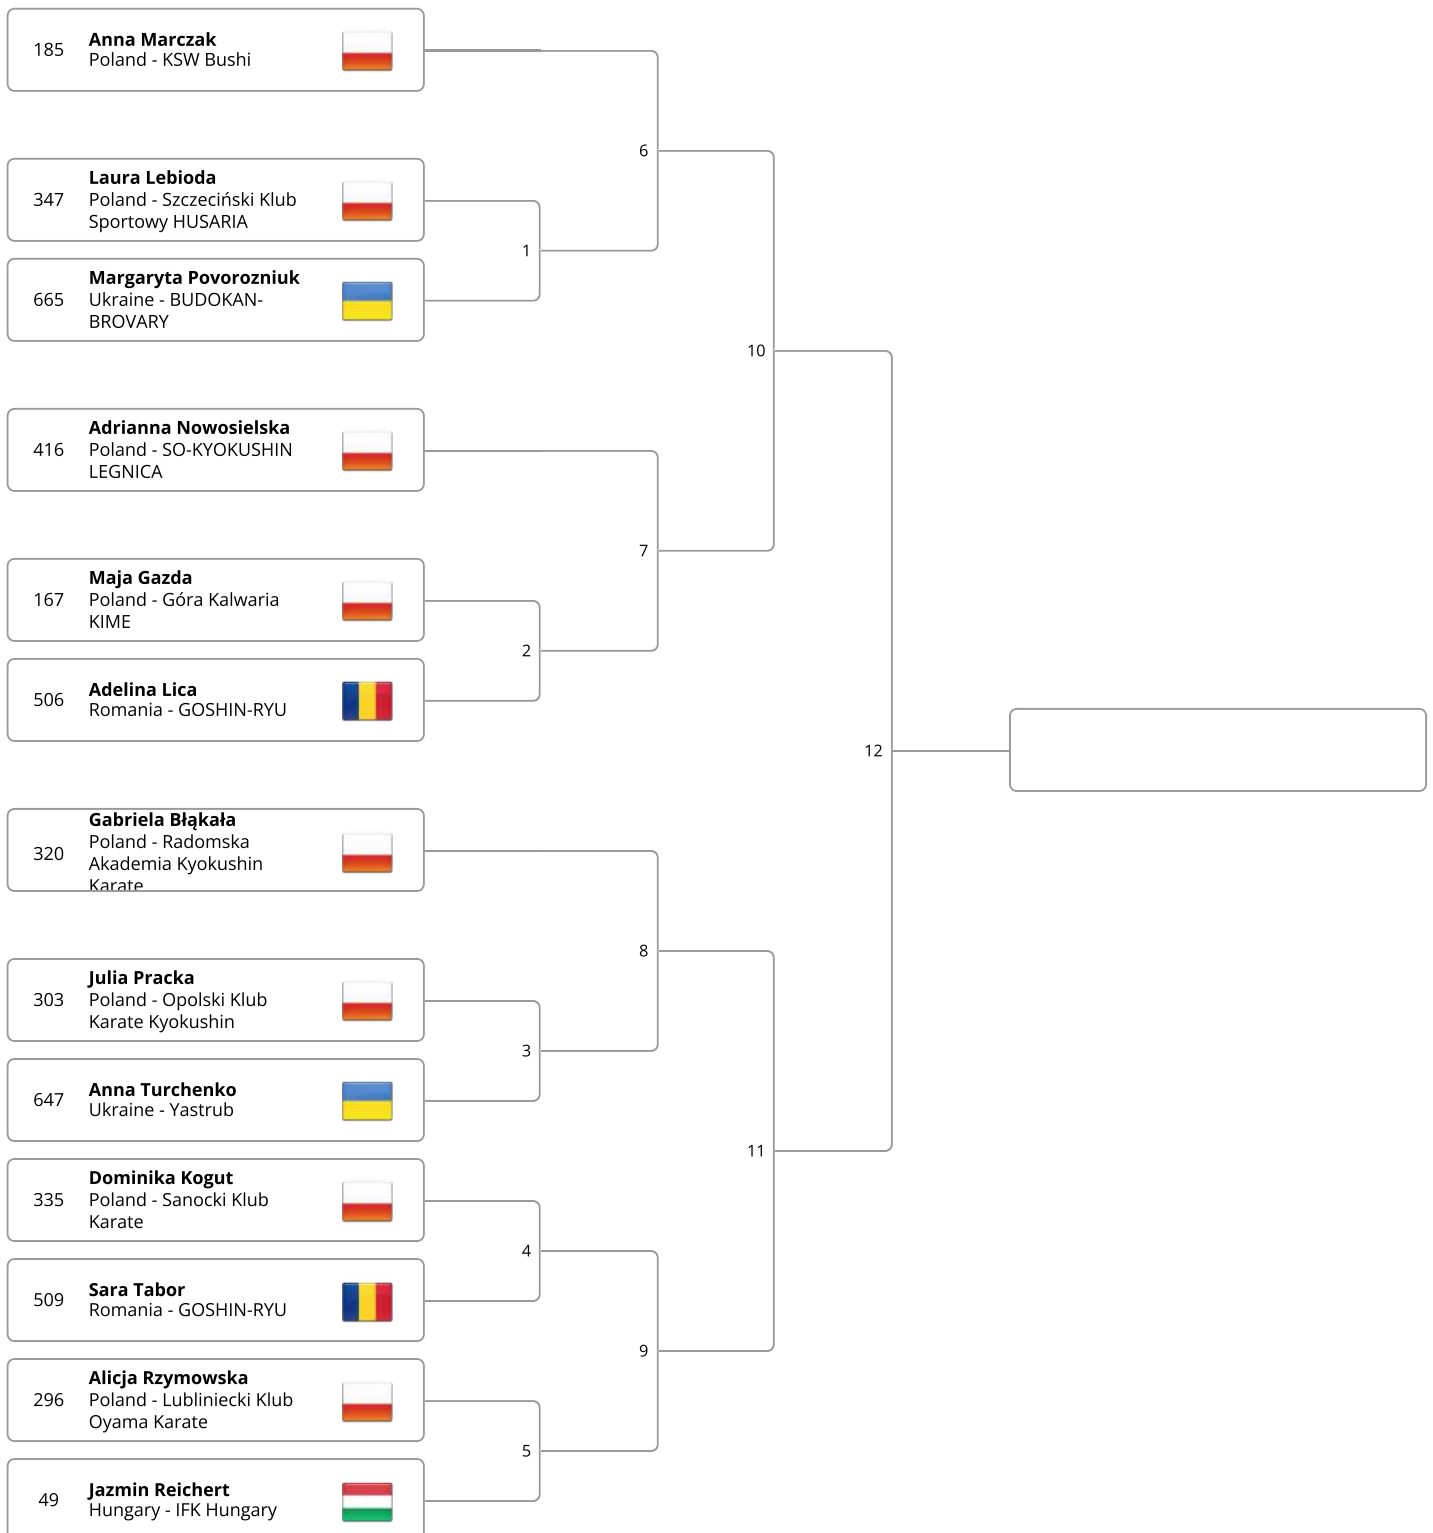 185
Anna Marczak
Poland - KSW Bushi
6
347
Laura Lebioda
Poland - Szczeciński Klub
Sportowy HUSARIA
1
665
Margaryta Povorozniuk
Ukraine - BUDOKAN-
BROVARY
10
416
Adrianna Nowosielska
Poland - SO-KYOKUSHIN
LEGNICA
7
167
Maja Gazda
Poland - Góra Kalwaria
KIME
2
506
Adelina Lica
Romania - GOSHIN-RYU
12
320
Gabriela Błąkała
Poland - Radomska
Akademia Kyokushin
Karate
8
303
Julia Pracka
Poland - Opolski Klub
Karate Kyokushin
3
647
Anna Turchenko
Ukraine - Yastrub
11
335
Dominika Kogut
Poland - Sanocki Klub
Karate
4
509
Sara Tabor
Romania - GOSHIN-RYU
9
296
Alicja Rzymowska
Poland - Lubliniecki Klub
Oyama Karate
5
49
Jazmin Reichert
Hungary - IFK Hungary